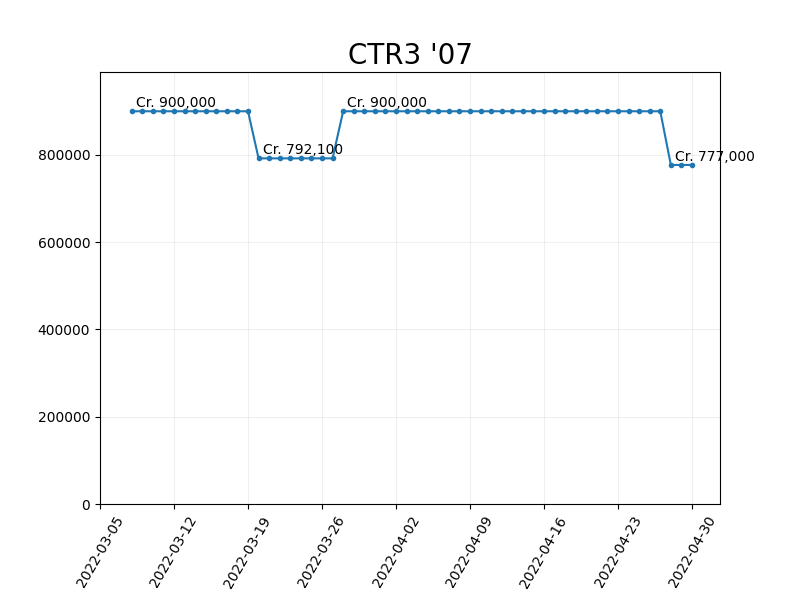 CTR3 '07
Cr. 900,000
Cr. 900,000
Cr. 792,100
Cr. 777,000
800000
600000
400000
200000
0
2022-03-05
2022-03-12
2022-03-19
2022-03-26
2022-04-02
2022-04-09
2022-04-16
2022-04-23
2022-04-30